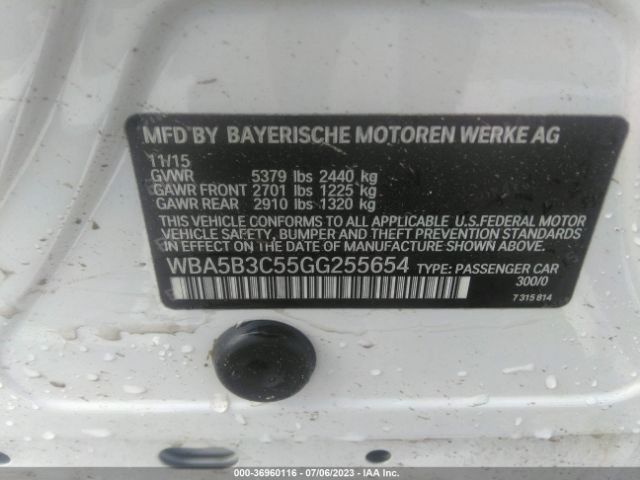 MFD BY BAYERISCHE MOTOREN WERKE AG
11/15
GVWR 5379 lbs 2440 kg
GAWR FRONT 2701 lbs 1225 kg
GAWR REAR 2910 lbs 1320 kg
THIS VEHICLE CONFORMS TO ALL APPLICABLE U.S.FEDERAL MOTOR
VEHICLE SAFETY, BUMPER, AND THEFT PREVENTION STANDARDS
IN EFFECT ON THE DATE OF MANUFACTURE SHOWN ABOVE.
WBA5B3C55GG255654 TYPE: PASSENGER CAR
300/0
7 315 814
000-36960116 - 07/06/2023 - IAA Inc.